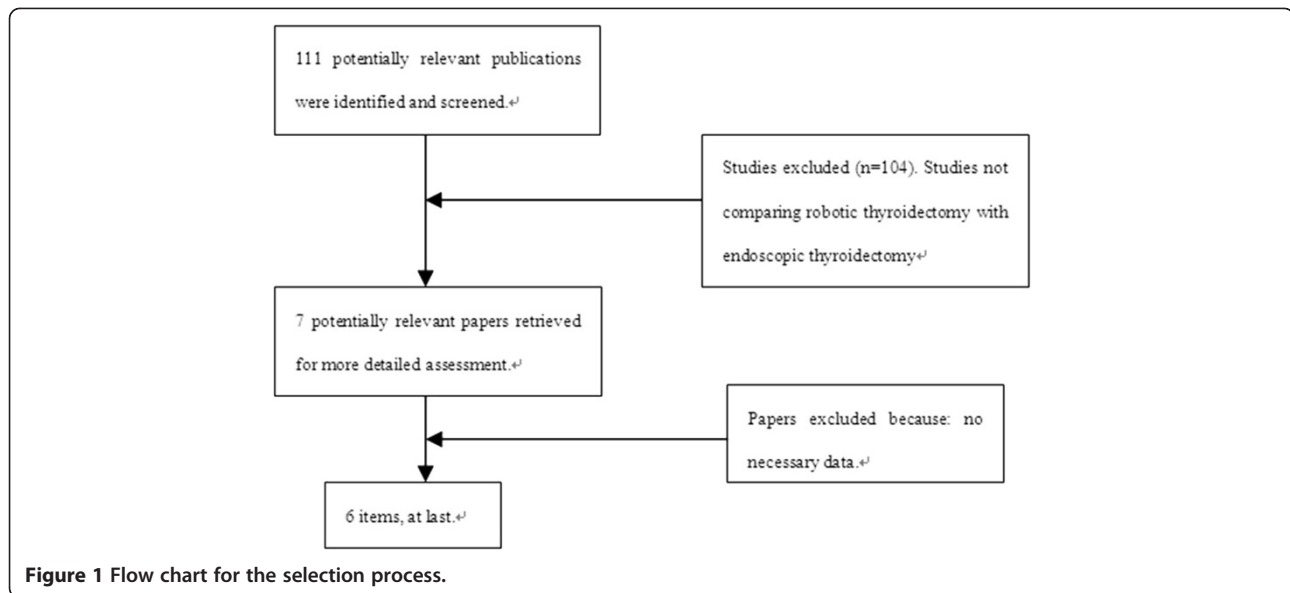 111 potentially relevant publications
were identified and screened.↵
Studies excluded (n=104). Studies not
comparing robotic thyroidectomy with
endoscopic thyroidectomy↵
7 potentially relevant papers retrieved
for more detailed assessment.↵
Papers excluded because: no
necessary data.↵
6 items, at last.↵
Figure 1 Flow chart for the selection process.